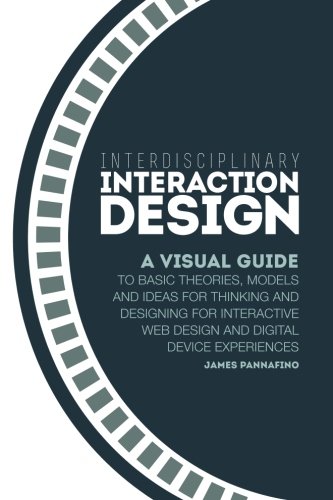 INTERDISCIPLINARY
INTERACTION
DESIGN
A VISUAL GUIDE
TO BASIC THEORIES, MODELS
AND IDEAS FOR THINKING AND
DESIGNING FOR INTERACTIVE
WEB DESIGN AND DIGITAL
DEVICE EXPERIENCES
JAMES PANNAFINO